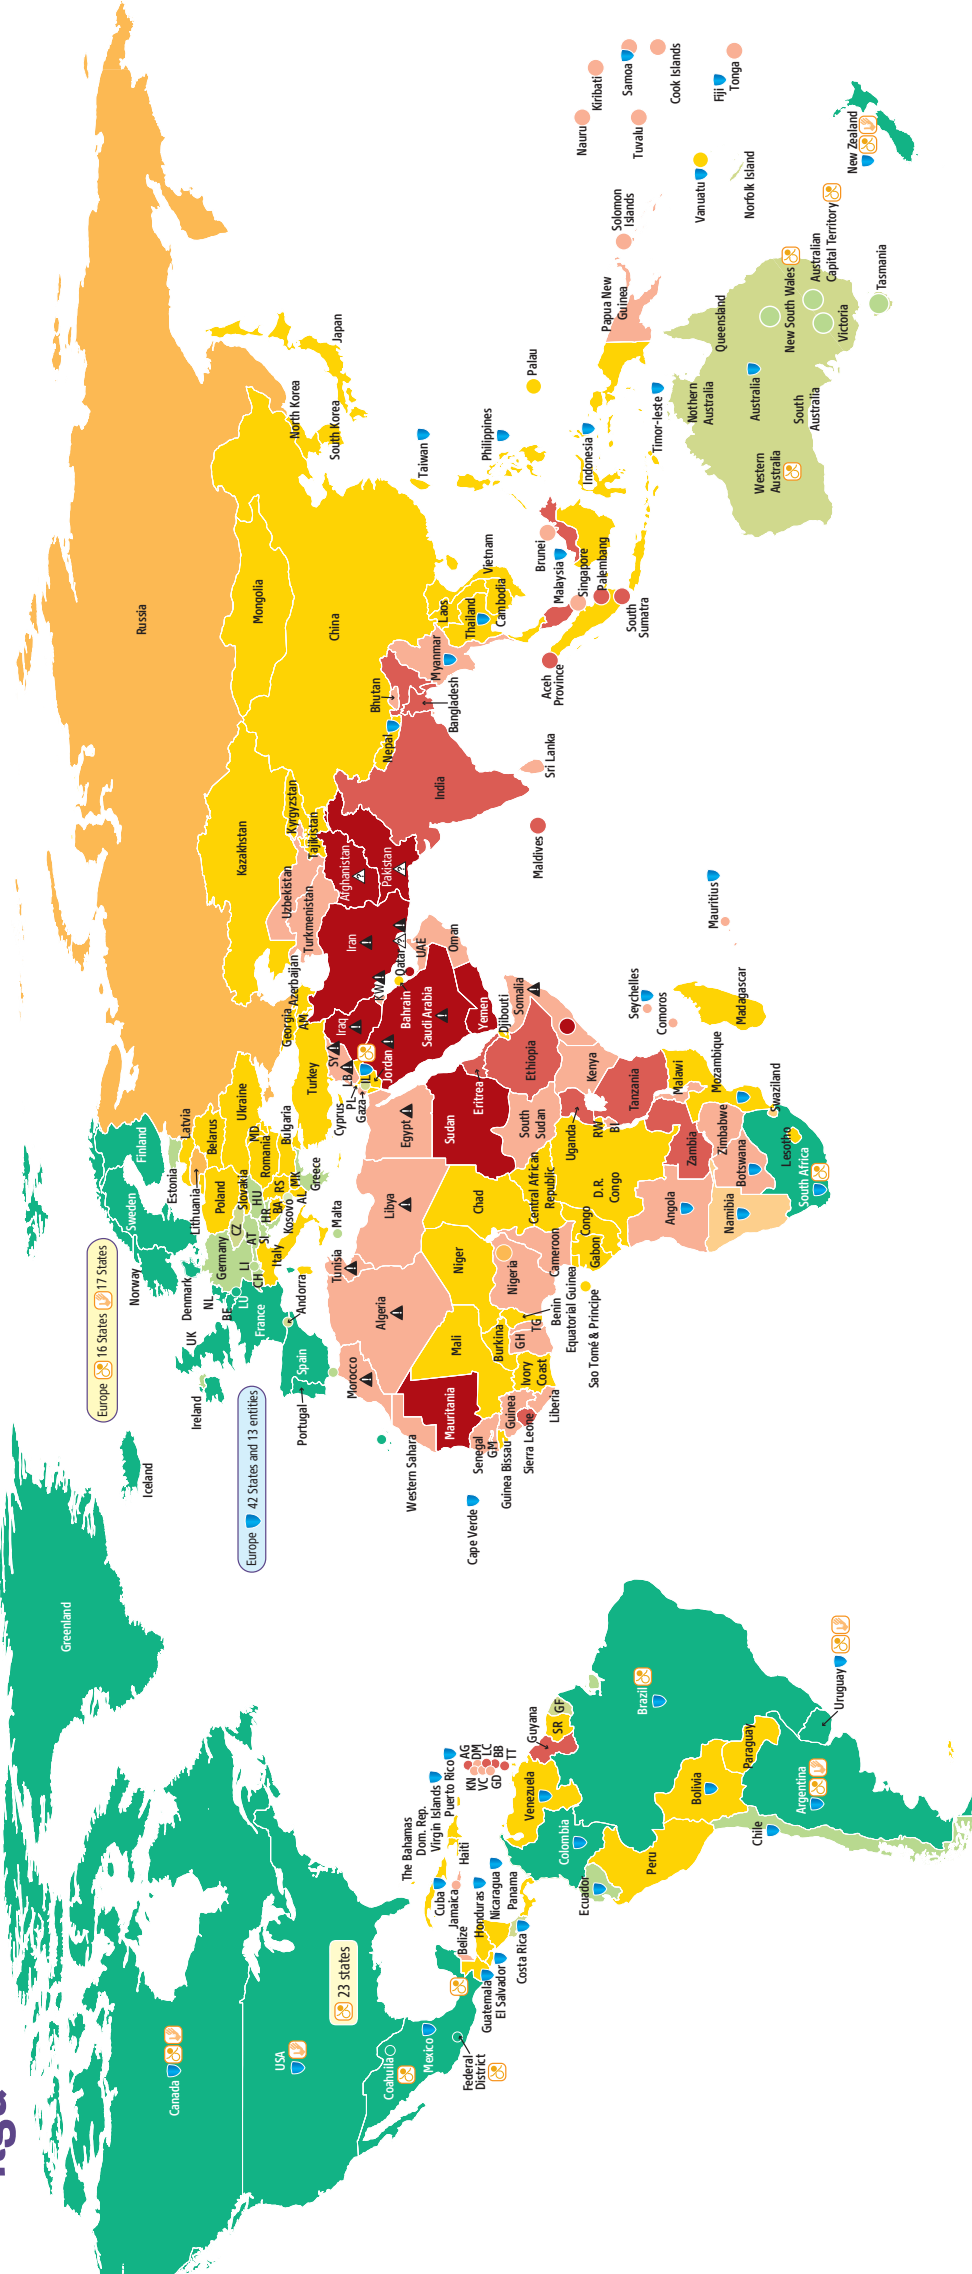 Greenland
Canada
USA
23 states
Coahuila
Mexico
Federal
District
The Bahamas
Dom. Rep.
Virgin Islands
Puerto Rico
Cuba
Jamaica
Haiti
Belize
Honduras
Nicaragua
Panama
Guatemala
El Salvador
Costa Rica
AG
DM
LC
BB
TT
KN
VC
GD
Guyana
Venezuela
SR
GF
Colombia
Ecuador
Peru
Brazil
Bolivia
Paraguay
Chile
Argentina
Uruguay
Europe
16 States
17 States
Europe
42 States and 13 entities
Iceland
Ireland
UK
Norway
Sweden
Finland
Denmark
NL
BE
LU
France
Germany
LI
CH
AT
CZ
SI
HR
HU
Italy
BA
RS
Kosovo
AL
MK
Greece
Spain
Portugal
Andorra
Malta
Estonia
Latvia
Lithuania
Belarus
Poland
Slovakia
Ukraine
MD
Romania
Bulgaria
Russia
Turkey
Cyprus
Georgia
AM
Azerbaijan
SY
LB
PL
Gaza
IL
Jordan
Iraq
Iran
KW
Bahrain
Qatar
UAE
Saudi Arabia
Oman
Yemen
Kazakhstan
Uzbekistan
Turkmenistan
Kyrgyzstan
Tajikistan
Afghanistan
Pakistan
India
Nepal
Bhutan
Bangladesh
Sri Lanka
Maldives
Mongolia
China
North Korea
South Korea
Japan
Taiwan
Myanmar
Laos
Thailand
Vietnam
Cambodia
Philippines
Palau
Brunei
Malaysia
Singapore
Palembang
South
Sumatra
Aceh
Province
Indonesia
Timor-leste
Papua New
Guinea
Solomon
Islands
Nauru
Kiribati
Tuvalu
Samoa
Cook Islands
Fiji
Tonga
Vanuatu
Norfolk Island
New Zealand
Australia
Nothern
Australia
Queensland
Western
Australia
South
Australia
New South Wales
Australian
Capital Territory
Victoria
Tasmania
Morocco
Algeria
Tunisia
Libya
Egypt
Western Sahara
Mauritania
Mali
Niger
Chad
Sudan
Eritrea
Djibouti
Somalia
Ethiopia
South
Sudan
Cape Verde
Senegal
GM
Guinea Bissau
Guinea
Sierra Leone
Liberia
Ivory
Coast
Burkina
GH
TG
Benin
Nigeria
Cameroon
Equatorial Guinea
Sao Tomé & Principe
Central African
Republic
Gabon
Congo
D.R.
Congo
Uganda
Kenya
RW
BU
Tanzania
Angola
Zambia
Malawi
Mozambique
Zimbabwe
Botswana
Namibia
Swaziland
Lesotho
South Africa
Madagascar
Comoros
Seychelles
Mauritius